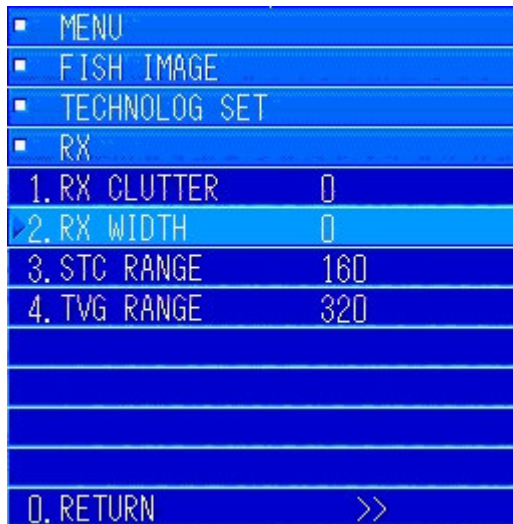 MENU
FISH IMAGE
TECHNOLOG SET
RX
1. RX CLUTTER 0
2. RX WIDTH 0
3. STC RANGE 160
4. TVG RANGE 320
0. RETURN >>